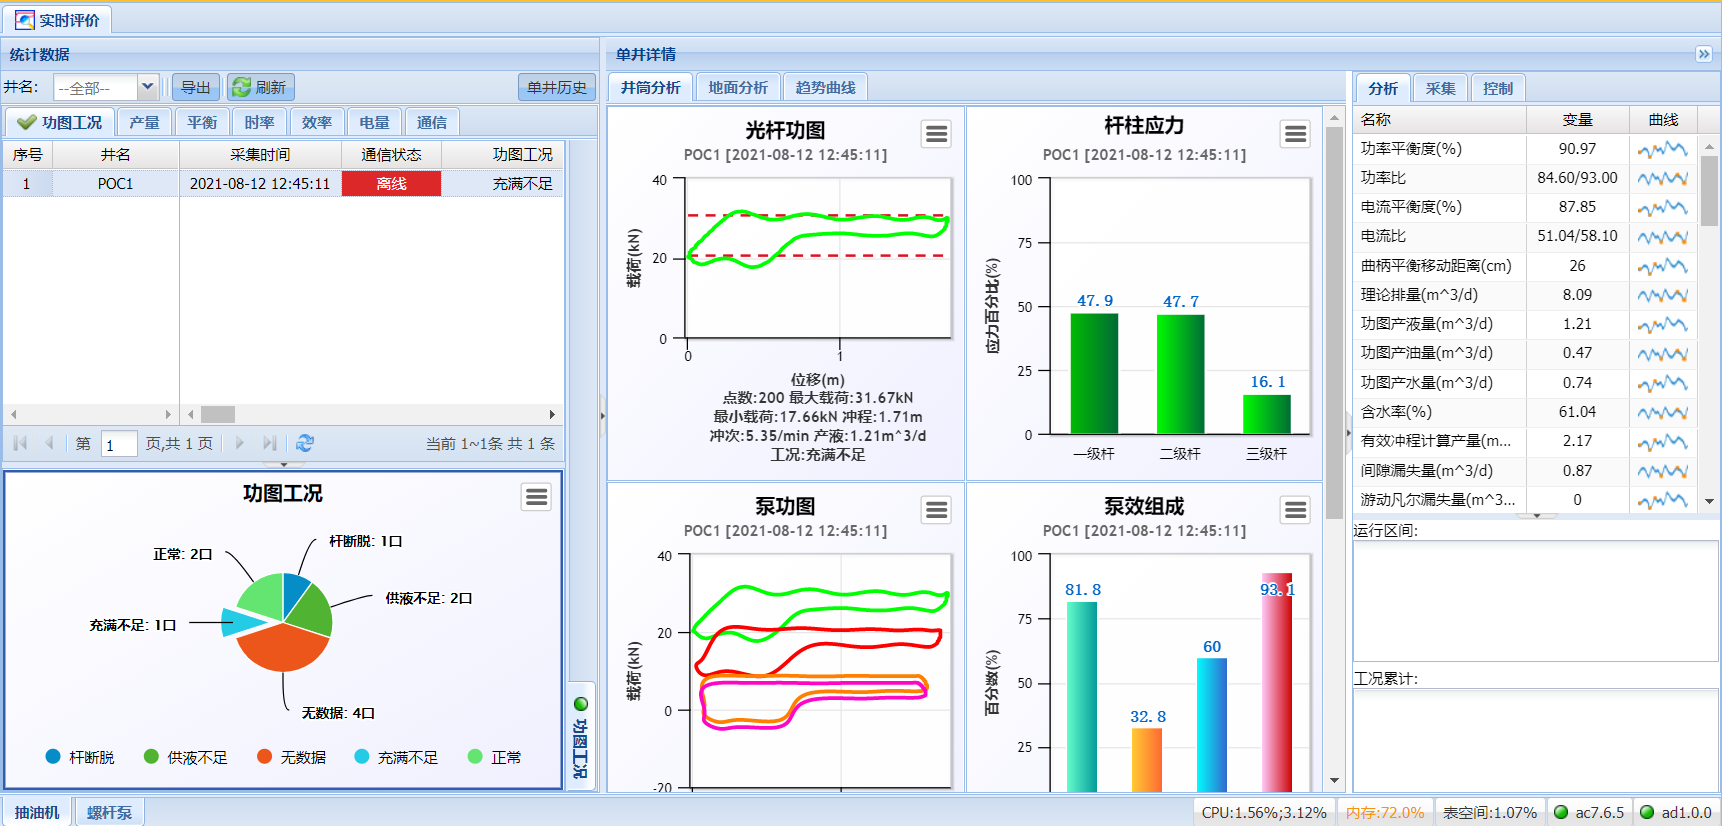 实时评价
统计数据
井名: --全部-- 导出 刷新 单井历史
功图工况 产量 平衡 时率 效率 电量 通信
序号 井名 采集时间 通信状态 功图工况
1 POC1 2021-08-12 12:45:11 离线 充满不足
第 1 页,共 1 页 当前 1~1条 共 1 条
功图工况
正常: 2口
杆断脱: 1口
供液不足: 2口
充满不足: 1口
无数据: 4口
杆断脱 供液不足 无数据 充满不足 正常
功图工况
单井详情
井筒分析 地面分析 趋势曲线
光杆功图
POC1 [2021-08-12 12:45:11]
40
20
0
载荷(kN)
0 1
位移(m)
点数:200 最大载荷:31.67kN
最小载荷:17.66kN 冲程:1.71m
冲次:5.35/min 产液:1.21m^3/d
工况:充满不足
杆柱应力
POC1 [2021-08-12 12:45:11]
100
75
50
25
0
应力百分比(%)
47.9 47.7 16.1
一级杆 二级杆 三级杆
泵功图
POC1 [2021-08-12 12:45:11]
40
20
0
-20
载荷(kN)
泵效组成
POC1 [2021-08-12 12:45:11]
100
75
50
25
百分数(%)
81.8 32.8 60 93.1
分析 采集 控制
名称 变量 曲线
功率平衡度(%) 90.97
功率比 84.60/93.00
电流平衡度(%) 87.85
电流比 51.04/58.10
曲柄平衡移动距离(cm) 26
理论排量(m^3/d) 8.09
功图产液量(m^3/d) 1.21
功图产油量(m^3/d) 0.47
功图产水量(m^3/d) 0.74
含水率(%) 61.04
有效冲程计算产量(m... 2.17
间隙漏失量(m^3/d) 0.87
游动凡尔漏失量(m^3... 0
运行区间:
工况累计:
抽油机 螺杆泵
CPU:1.56%;3.12% 内存:72.0% 表空间:1.07% ac7.6.5 ad1.0.0